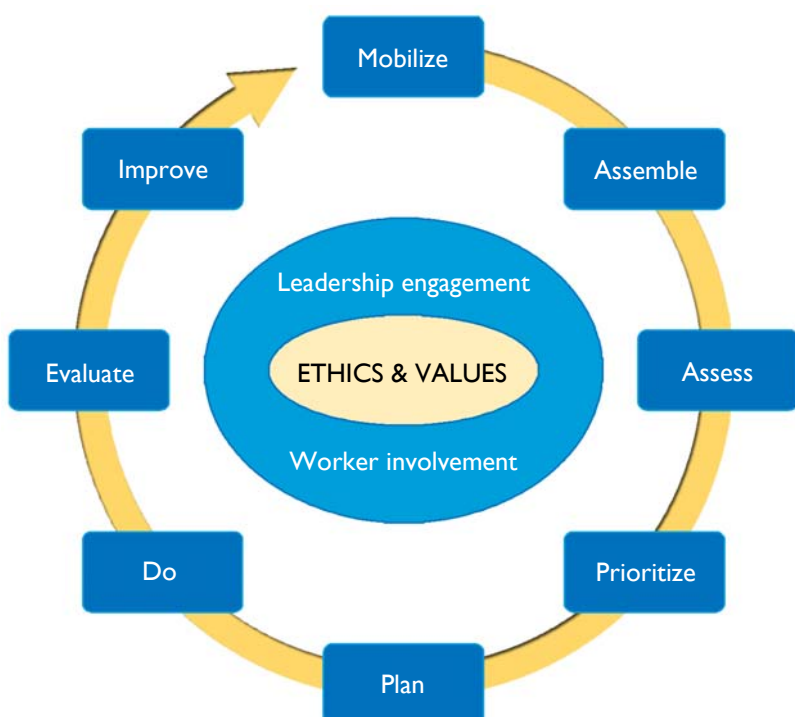 Mobilize
Assemble
Assess
Prioritize
Plan
Do
Evaluate
Improve
Leadership engagement
ETHICS & VALUES
Worker involvement